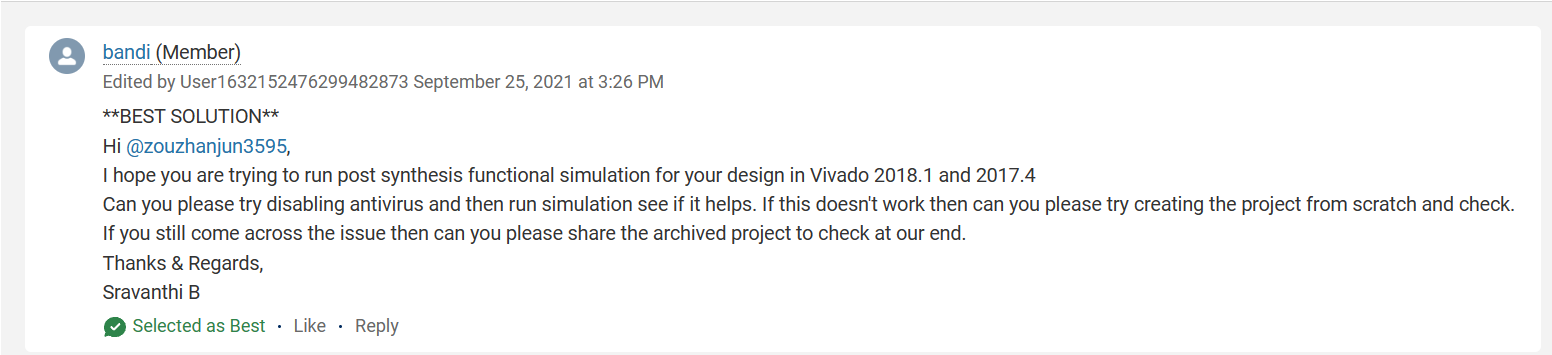 bandi (Member)
Edited by User1632152476299482873 September 25, 2021 at 3:26 PM
**BEST SOLUTION**
Hi @zouzhanjun3595,
I hope you are trying to run post synthesis functional simulation for your design in Vivado 2018.1 and 2017.4
Can you please try disabling antivirus and then run simulation see if it helps. If this doesn't work then can you please try creating the project from scratch and check.
If you still come across the issue then can you please share the archived project to check at our end.
Thanks & Regards,
Sravanthi B
Selected as Best · Like · Reply